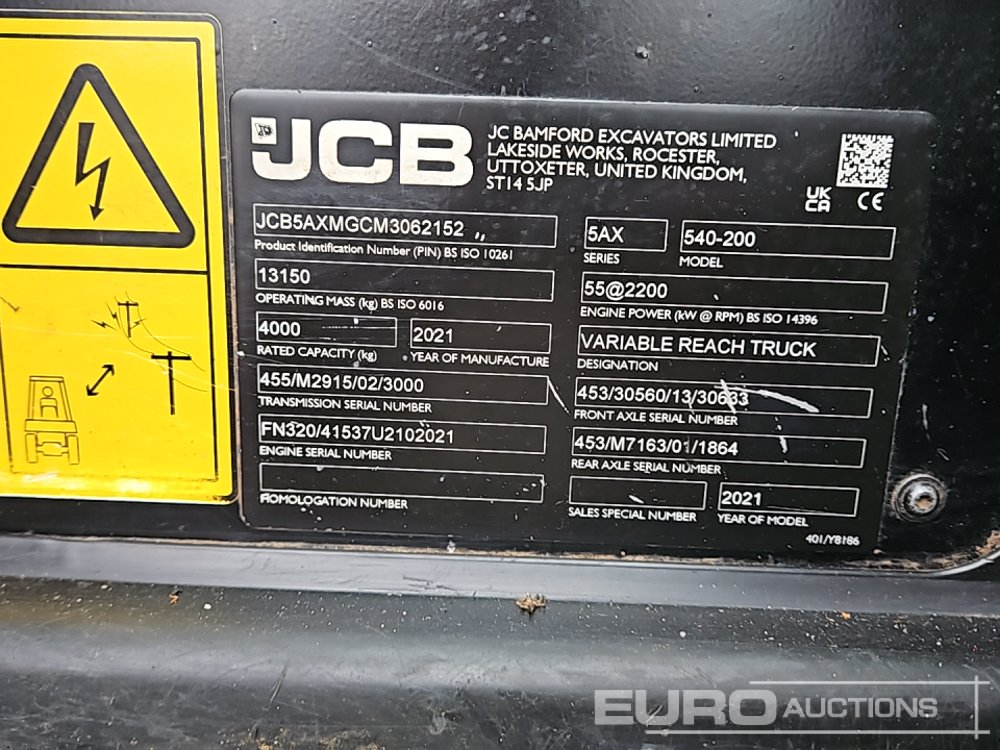 JCB
JC BAMFORD EXCAVATORS LIMITED
LAKESIDE WORKS, ROCESTER,
UTTOXETER, UNITED KINGDOM,
ST14 5JP
UK
CA
CE
JCB5AXMGCM3062152
Product Identification Number (PIN) BS ISO 10261
5AX
SERIES
540-200
MODEL
13150
OPERATING MASS (kg) BS ISO 6016
55@2200
ENGINE POWER (kW @ RPM) BS ISO 14396
4000
RATED CAPACITY (kg)
2021
YEAR OF MANUFACTURE
VARIABLE REACH TRUCK
DESIGNATION
455/M2915/02/3000
TRANSMISSION SERIAL NUMBER
453/30560/13/30633
FRONT AXLE SERIAL NUMBER
FN320/41537U2102021
ENGINE SERIAL NUMBER
453/M7163/01/1864
REAR AXLE SERIAL NUMBER
HOMOLOGATION NUMBER
SALES SPECIAL NUMBER
2021
YEAR OF MODEL
401/Y8186
EURO AUCTIONS